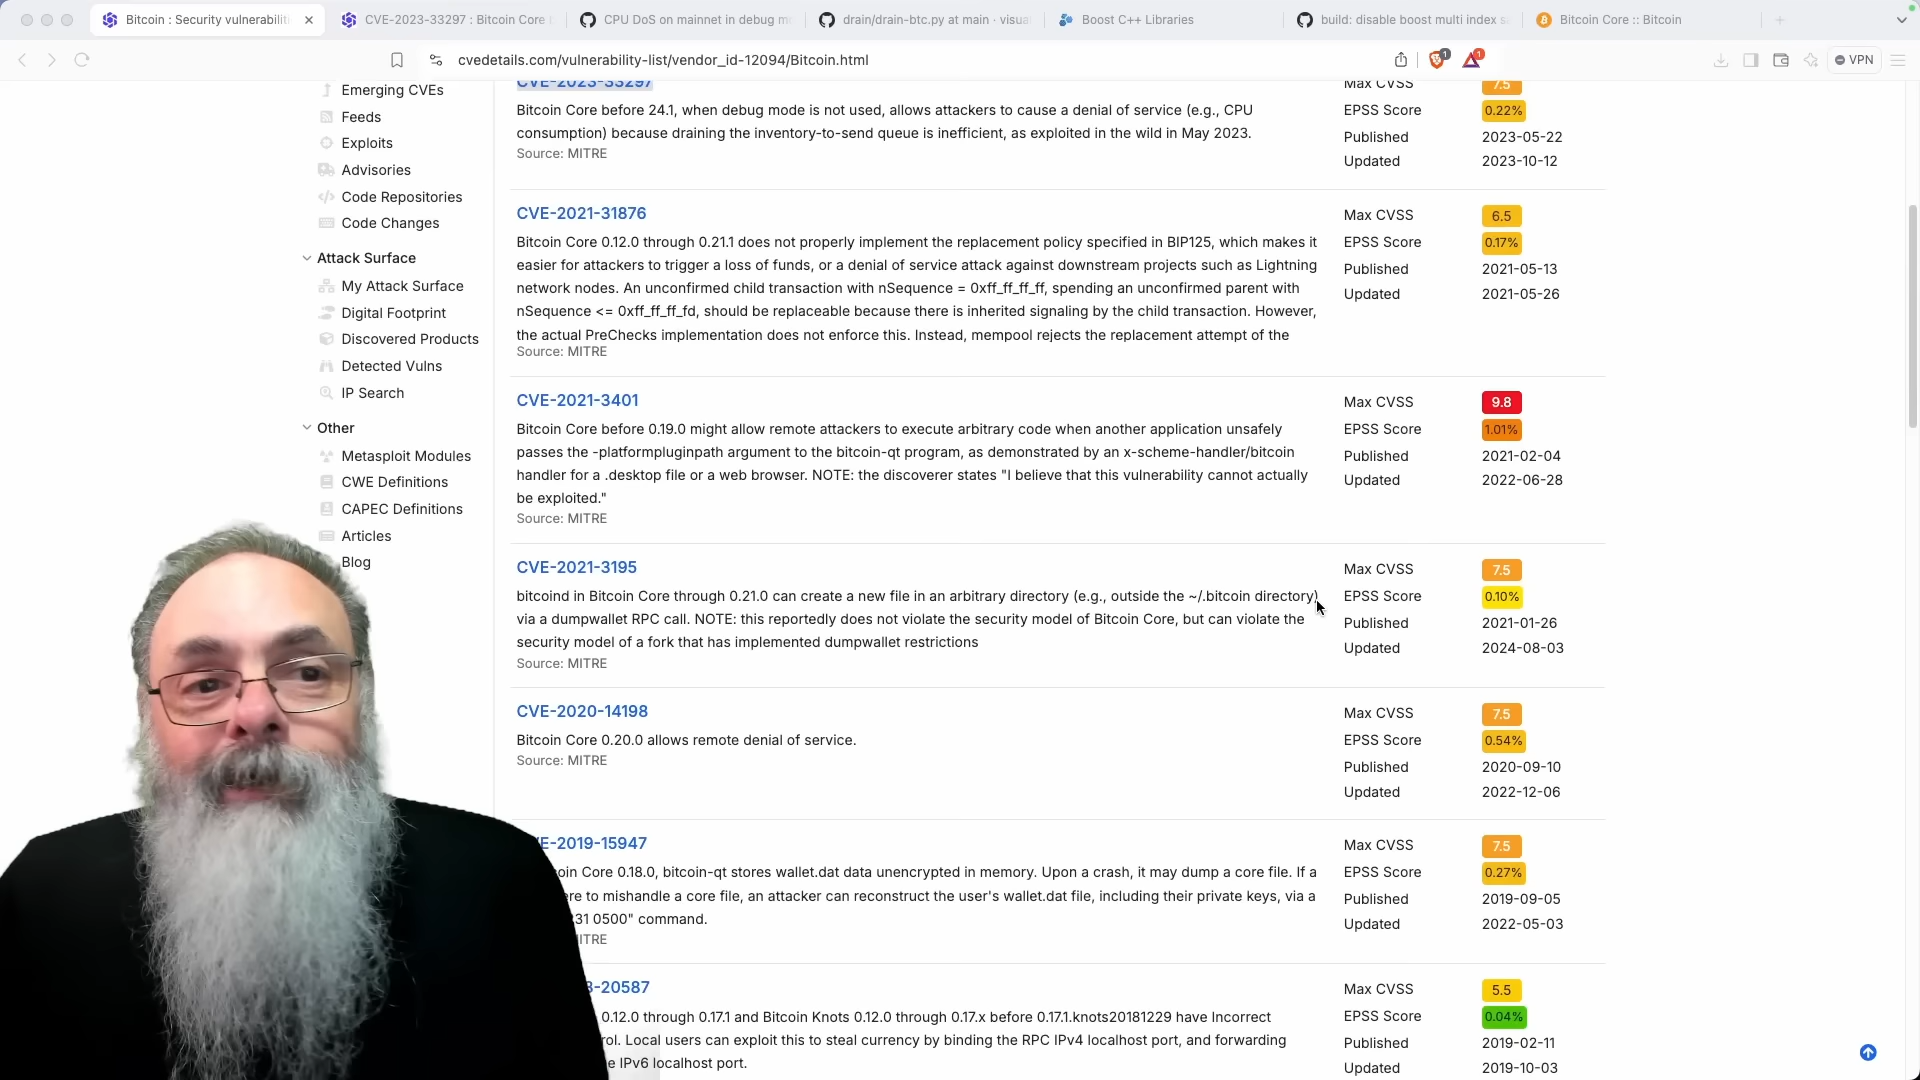 Bitcoin : Security vulnerabiliti
CVE-2023-33297 : Bitcoin Core b
CPU DoS on mainnet in debug m
drain/drain-btc.py at main · visual
Boost C++ Libraries
build: disable boost multi index s
Bitcoin Core :: Bitcoin
cvedetails.com/vulnerability-list/vendor_id-12094/Bitcoin.html
1
1
VPN
Emerging CVEs
Feeds
Exploits
Advisories
Code Repositories
Code Changes
Attack Surface
My Attack Surface
Digital Footprint
Discovered Products
Detected Vulns
IP Search
Other
Metasploit Modules
CWE Definitions
CAPEC Definitions
Articles
Blog
CVE-2023-33297
Bitcoin Core before 24.1, when debug mode is not used, allows attackers to cause a denial of service (e.g., CPU
consumption) because draining the inventory-to-send queue is inefficient, as exploited in the wild in May 2023.
Source: MITRE
Max CVSS 7.5
EPSS Score 0.22%
Published 2023-05-22
Updated 2023-10-12
CVE-2021-31876
Bitcoin Core 0.12.0 through 0.21.1 does not properly implement the replacement policy specified in BIP125, which makes it
easier for attackers to trigger a loss of funds, or a denial of service attack against downstream projects such as Lightning
network nodes. An unconfirmed child transaction with nSequence = 0xff_ff_ff_ff, spending an unconfirmed parent with
nSequence <= 0xff_ff_ff_fd, should be replaceable because there is inherited signaling by the child transaction. However,
the actual PreChecks implementation does not enforce this. Instead, mempool rejects the replacement attempt of the
Source: MITRE
Max CVSS 6.5
EPSS Score 0.17%
Published 2021-05-13
Updated 2021-05-26
CVE-2021-3401
Bitcoin Core before 0.19.0 might allow remote attackers to execute arbitrary code when another application unsafely
passes the -platformpluginpath argument to the bitcoin-qt program, as demonstrated by an x-scheme-handler/bitcoin
handler for a .desktop file or a web browser. NOTE: the discoverer states "I believe that this vulnerability cannot actually
be exploited."
Source: MITRE
Max CVSS 9.8
EPSS Score 1.01%
Published 2021-02-04
Updated 2022-06-28
CVE-2021-3195
bitcoind in Bitcoin Core through 0.21.0 can create a new file in an arbitrary directory (e.g., outside the ~/.bitcoin directory)
via a dumpwallet RPC call. NOTE: this reportedly does not violate the security model of Bitcoin Core, but can violate the
security model of a fork that has implemented dumpwallet restrictions
Source: MITRE
Max CVSS 7.5
EPSS Score 0.10%
Published 2021-01-26
Updated 2024-08-03
CVE-2020-14198
Bitcoin Core 0.20.0 allows remote denial of service.
Source: MITRE
Max CVSS 7.5
EPSS Score 0.54%
Published 2020-09-10
Updated 2022-12-06
VE-2019-15947
oin Core 0.18.0, bitcoin-qt stores wallet.dat data unencrypted in memory. Upon a crash, it may dump a core file. If a
ere to mishandle a core file, an attacker can reconstruct the user's wallet.dat file, including their private keys, via a
31 0500" command.
ITRE
Max CVSS 7.5
EPSS Score 0.27%
Published 2019-09-05
Updated 2022-05-03
-20587
0.12.0 through 0.17.1 and Bitcoin Knots 0.12.0 through 0.17.x before 0.17.1.knots20181229 have Incorrect
rol. Local users can exploit this to steal currency by binding the RPC IPv4 localhost port, and forwarding
e IPv6 localhost port.
Max CVSS 5.5
EPSS Score 0.04%
Published 2019-02-11
Updated 2019-10-03